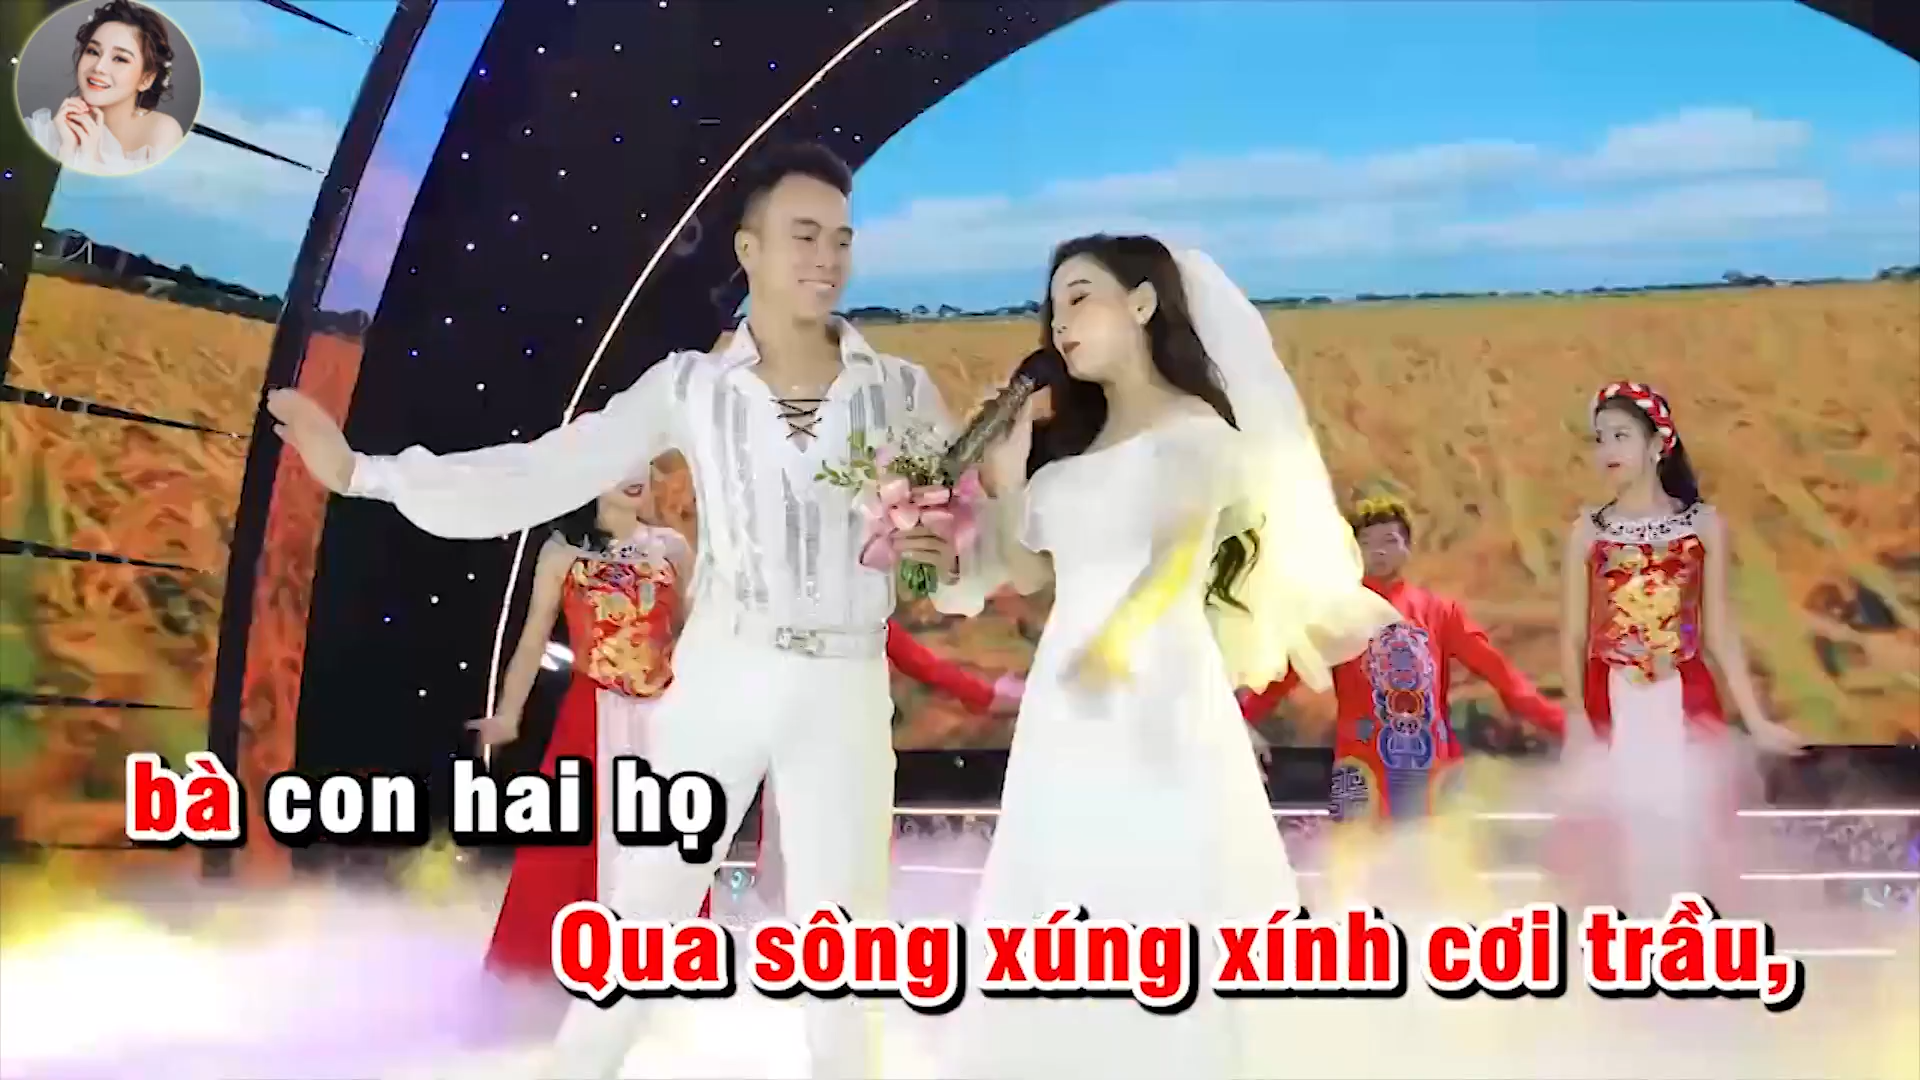 bà con hai họ
Qua sông xúng xính cơi trầu,